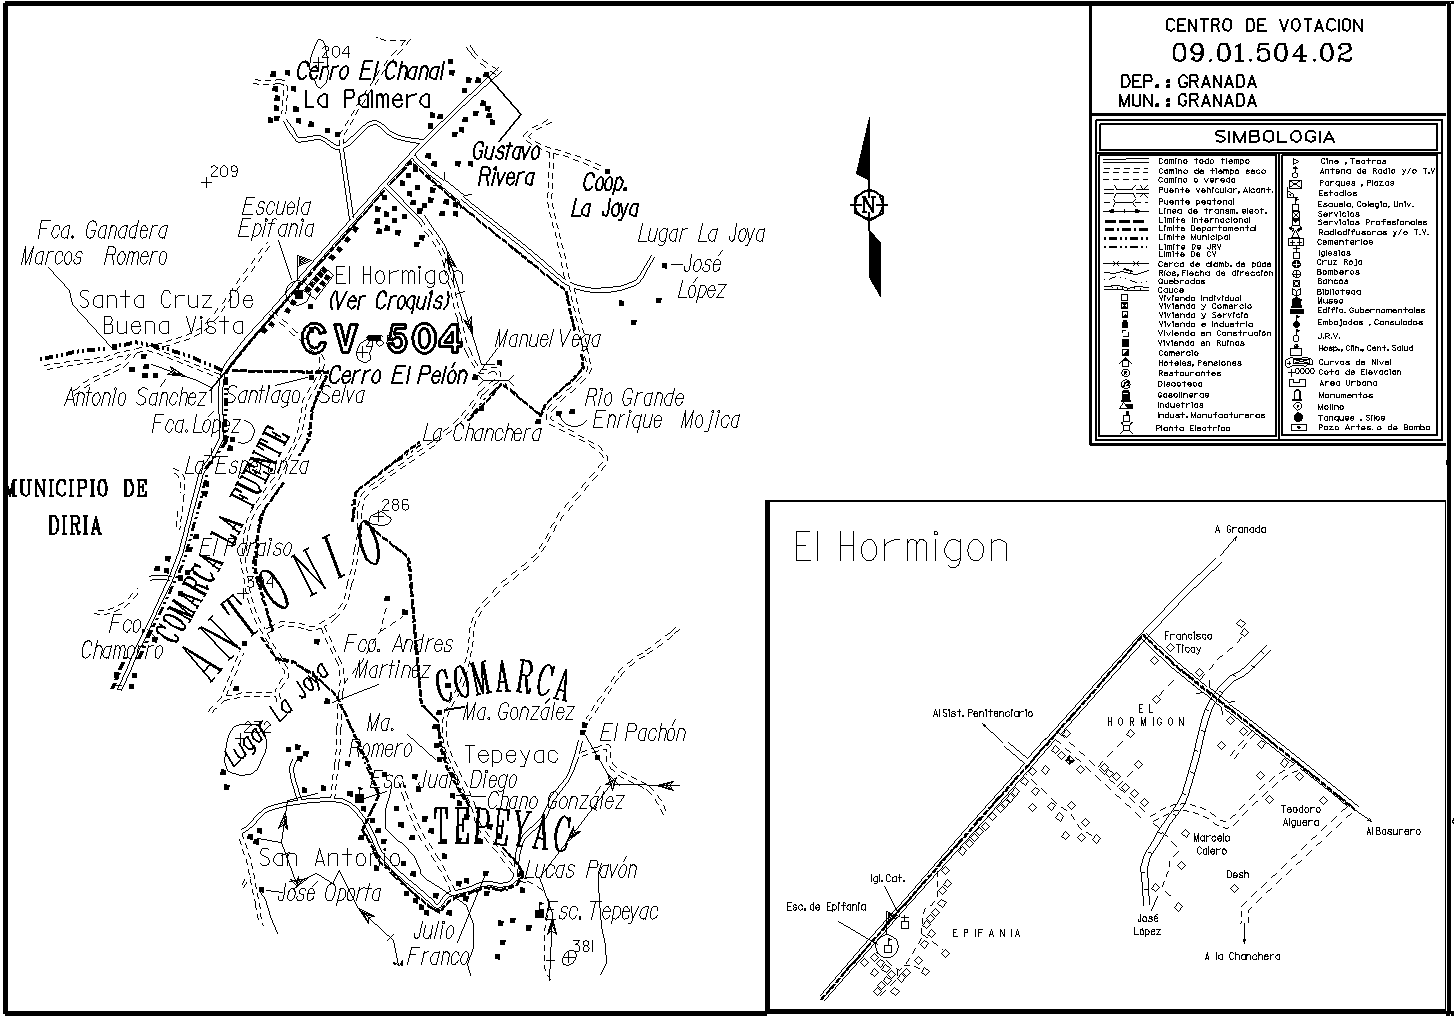 CENTRO DE VOTACION
09.01.504.02
DEP.: GRANADA
MUN.: GRANADA
SIMBOLOGIA
Camino todo tiempo
Camino de tiempo seco
Camino o vereda
Puente vehicular, Alcant.
Puente peatonal
Línea de transm. elect.
Límite Internacional
Límite Departamental
Límite Municipal
Límite De JRV
Límite De CV
Cerca de alamb. de púas
Ríos, Flecha de dirección
Quebradas
Cauce
Vivienda Individual
Vivienda y Comercio
Vivienda y Servicio
Vivienda e Industria
Vivienda en Construción
Vivienda en Ruinas
Comercio
Hoteles, Pensiones
Restaurantes
Discoteca
Gasolineras
Industrias
Indust. Manufactureras
Planta Electrica
Cine , Teatros
Antena de Radio y/o T.V
Parques , Plazas
Estadios
Escuela, Colegio, Univ.
Servicios
Servicios Profesionales
Radiodifusoras y/o T.V.
Cementerios
Iglesias
Cruz Roja
Bomberos
Bancos
Biblioteca
Museo
Edific. Gubernamentales
Embajadas , Consulados
J.R.V.
Hosp., Clin., Cent. Salud
Curvas de Nivel
Cota de Elevacion
Area Urbana
Monumentos
Molino
Tanques , Silos
Pozo Artes. o de Bomba
204
Cerro El Chanal
La Palmera
Gustavo
Rivera
209
Coop.
La Joya
Escuela
Epifania
Fca. Ganadera
Marcos Romero
Lugar La Joya
José
López
El Hormigon
(Ver Croquis)
Santa Cruz De
Buena Vista
CV-504
Manuel Vega
Cerro El Pelón
Antonio Sanchez
Santiago Selva
Rio Grande
Enrique Mojica
Fca. López
La Chanchera
La Esperanza
MUNICIPIO DE
DIRIA
COMARCA LA FUENTE
286
El Paraiso
ANTONIO
Fco.
Chamorro
Fco. Andres
Martinez
COMARCA
Ma. González
Lugar La Joya
Ma.
Romero
El Pachón
Tepeyac
Esc. Juan Diego
Chano González
TEPEYAC
San Antonio
José Oporta
Lucas Pavón
Esc. Tepeyac
Julio
Franco
381
El Hormigon
A Granada
Francisco
Ticay
Al Sist. Penitenciario
EL
HORMIGON
Teodoro
Alguera
Al Basurero
Marcelo
Calero
Igl. Cat.
Desh
Esc. de Epifania
EPIFANIA
José
López
A la Chanchera